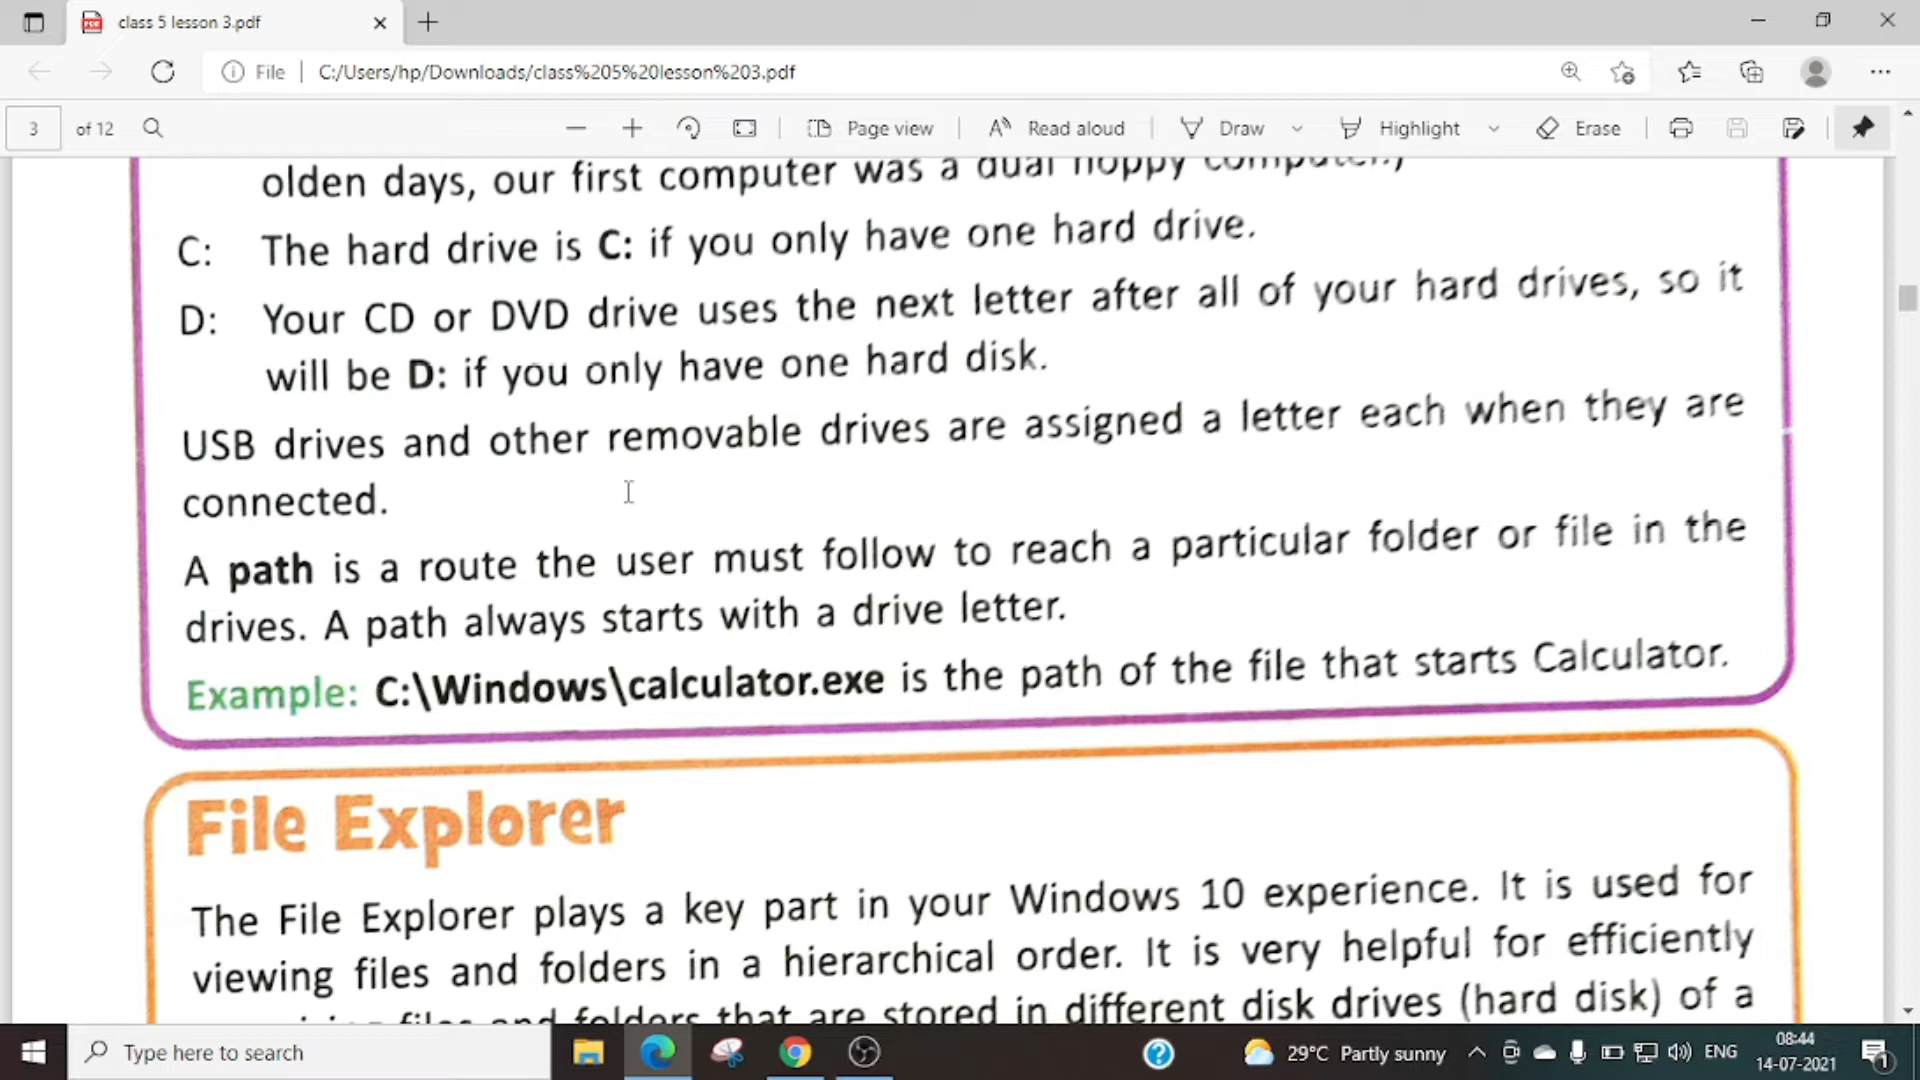 class 5 lesson 3.pdf
File C:/Users/hp/Downloads/class%205%20lesson%203.pdf
3 of 12 Page view Read aloud Draw Highlight Erase
olden days, our first computer was a dual floppy computer.)
C: The hard drive is C: if you only have one hard drive.
D: Your CD or DVD drive uses the next letter after all of your hard drives, so it
will be D: if you only have one hard disk.
USB drives and other removable drives are assigned a letter each when they are
connected.
A path is a route the user must follow to reach a particular folder or file in the
drives. A path always starts with a drive letter.
Example: C:\Windows\calculator.exe is the path of the file that starts Calculator.
File Explorer
The File Explorer plays a key part in your Windows 10 experience. It is used for
viewing files and folders in a hierarchical order. It is very helpful for efficiently
files and folders that are stored in different disk drives (hard disk) of a
Type here to search 29°C Partly sunny ENG 08:44
14-07-2021
1